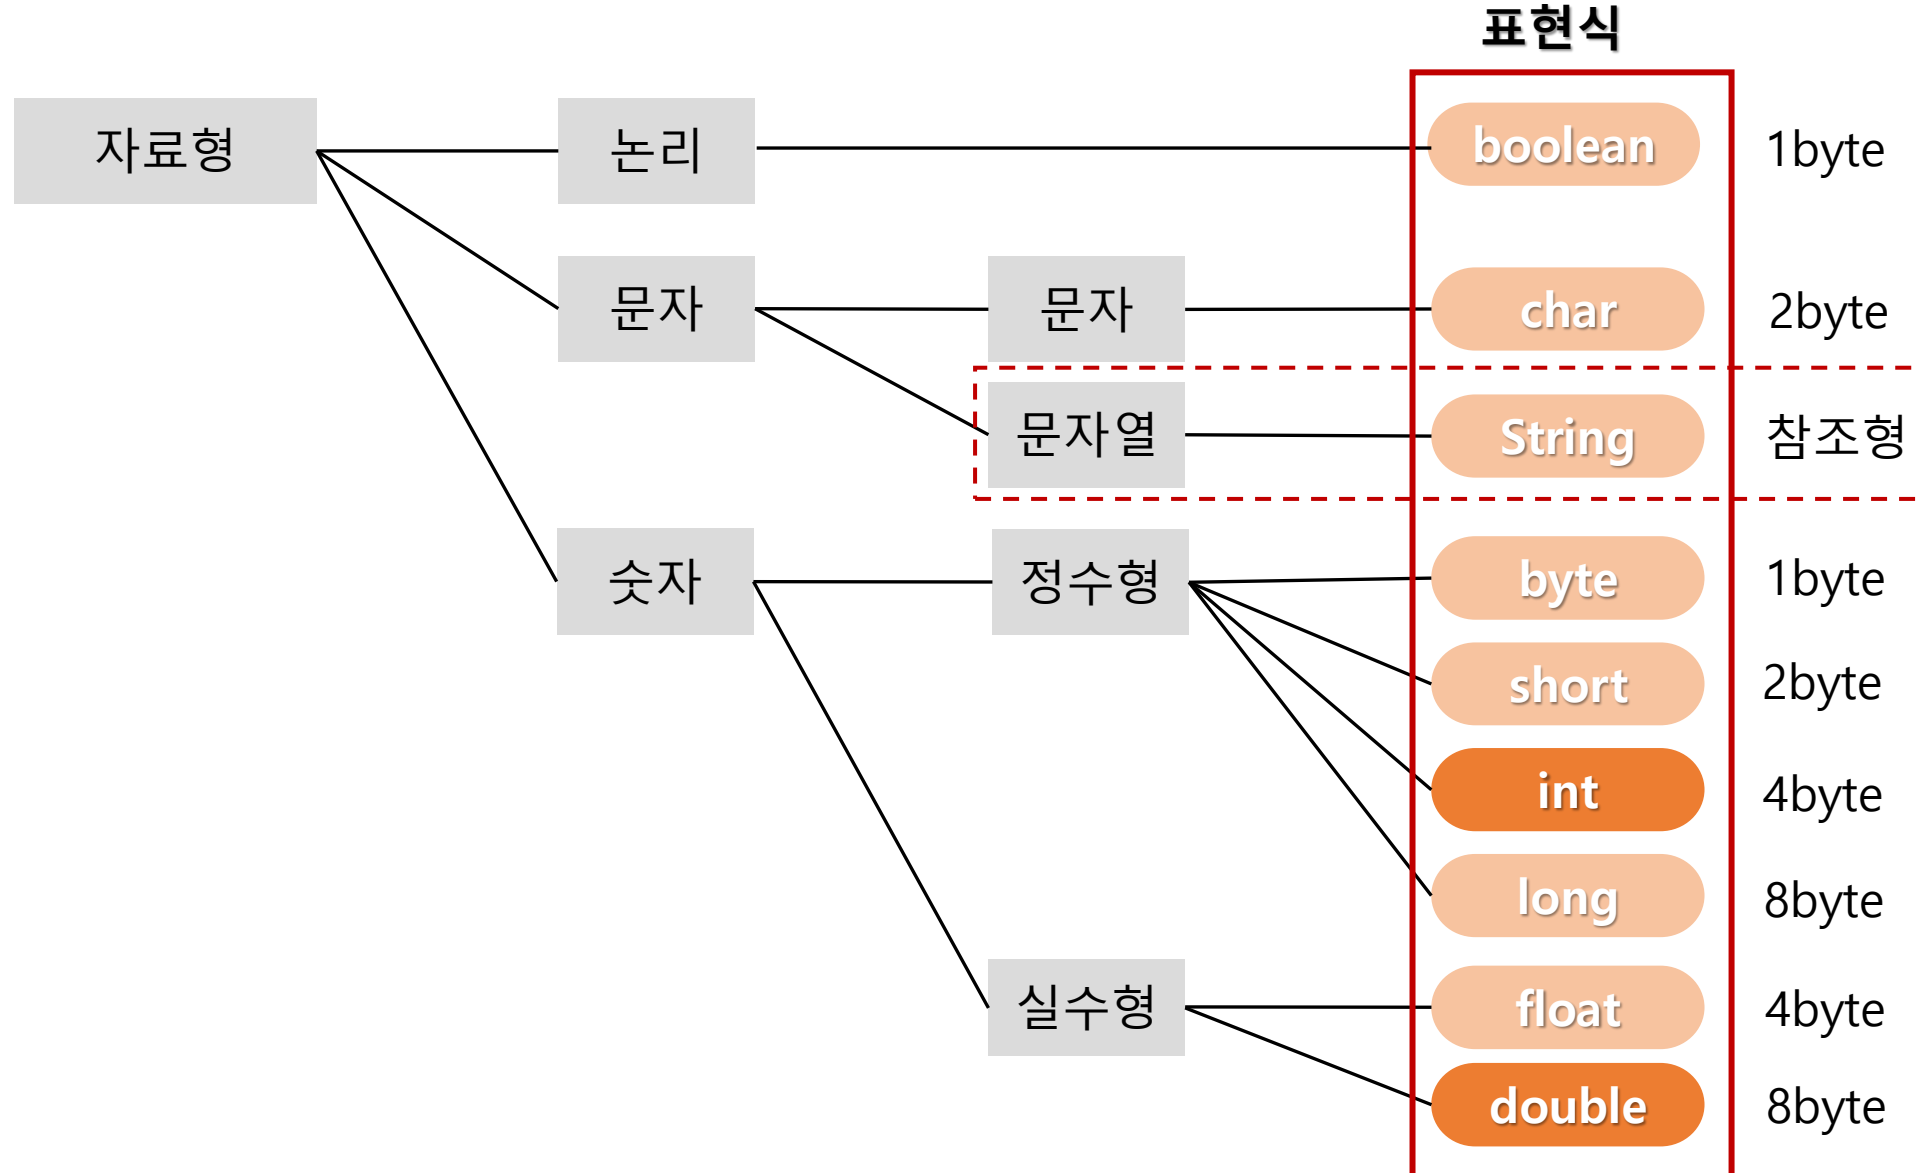 표현식
자료형
논리
boolean
1byte
문자
문자
char
2byte
문자열
String
참조형
숫자
정수형
byte
1byte
short
2byte
int
4byte
long
8byte
실수형
float
4byte
double
8byte